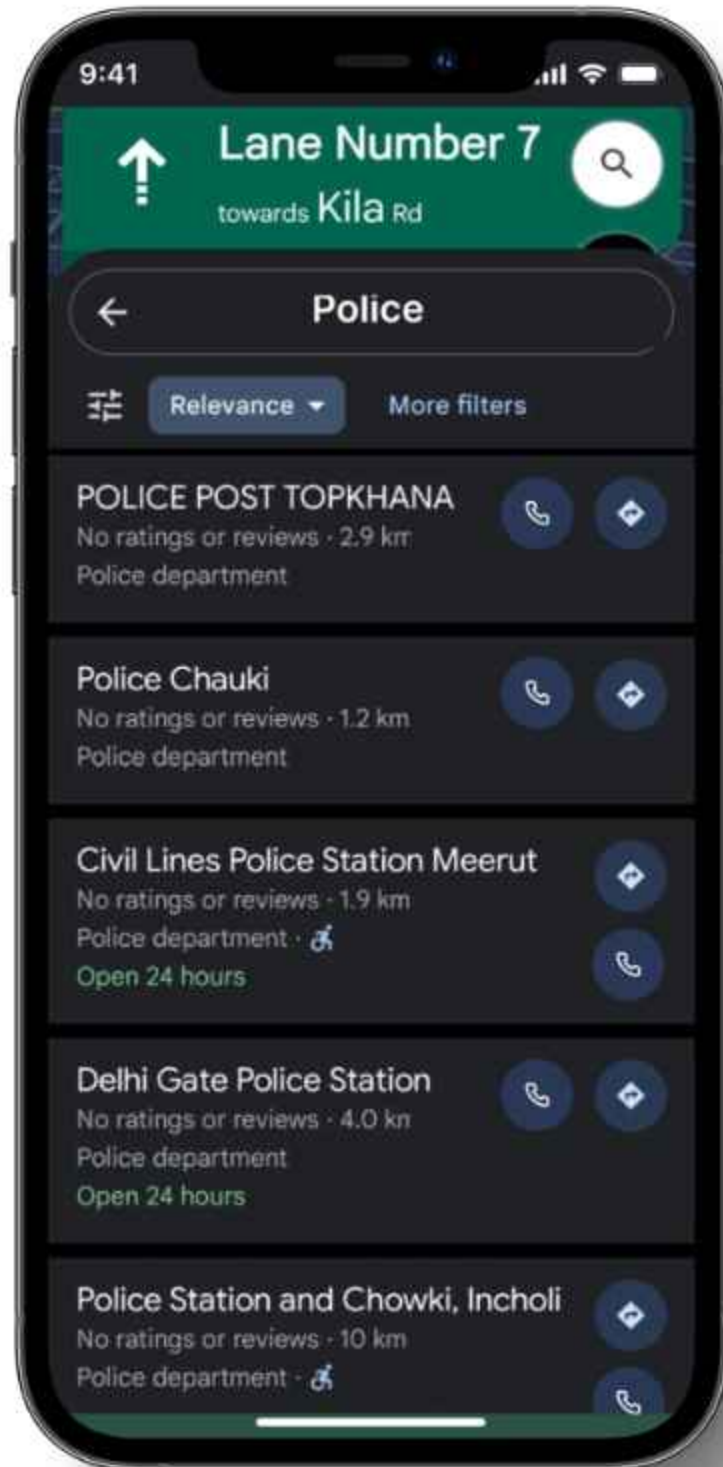 9:41
Lane Number 7
towards Kila Rd
Police
Relevance
More filters
POLICE POST TOPKHANA
No ratings or reviews · 2.9 km
Police department
Police Chauki
No ratings or reviews · 1.2 km
Police department
Civil Lines Police Station Meerut
No ratings or reviews · 1.9 km
Police department ·
Open 24 hours
Delhi Gate Police Station
No ratings or reviews · 4.0 km
Police department
Open 24 hours
Police Station and Chowki, Incholi
No ratings or reviews · 10 km
Police department ·